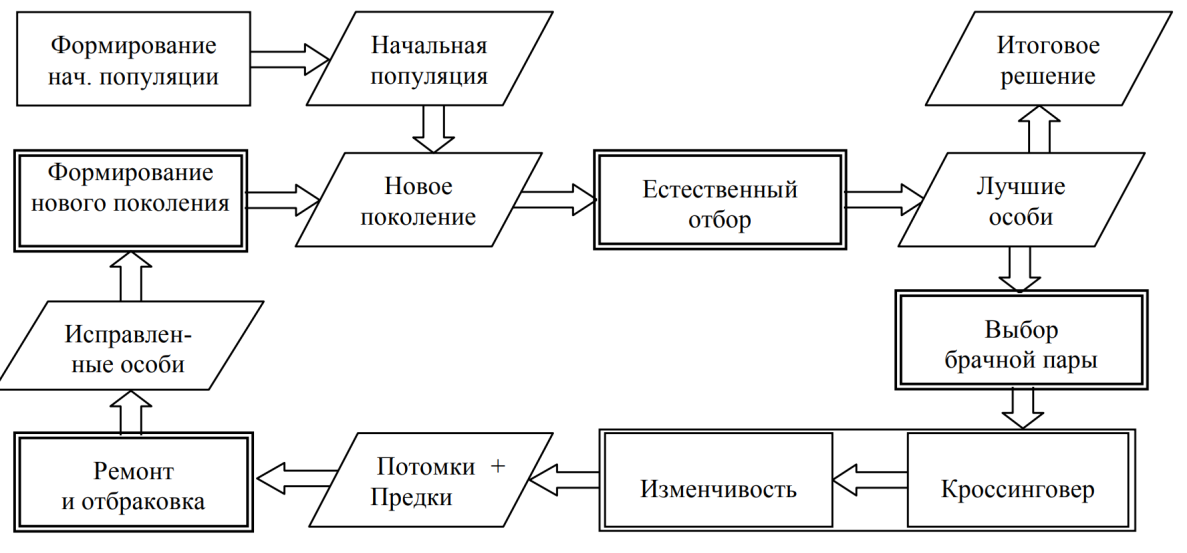 Формирование
нач. популяции
Начальная
популяция
Итоговое
решение
Формирование
нового поколения
Новое
поколение
Естественный
отбор
Лучшие
особи
Исправлен-
ные особи
Выбор
брачной пары
Ремонт
и отбраковка
Потомки +
Предки
Изменчивость
Кроссинговер